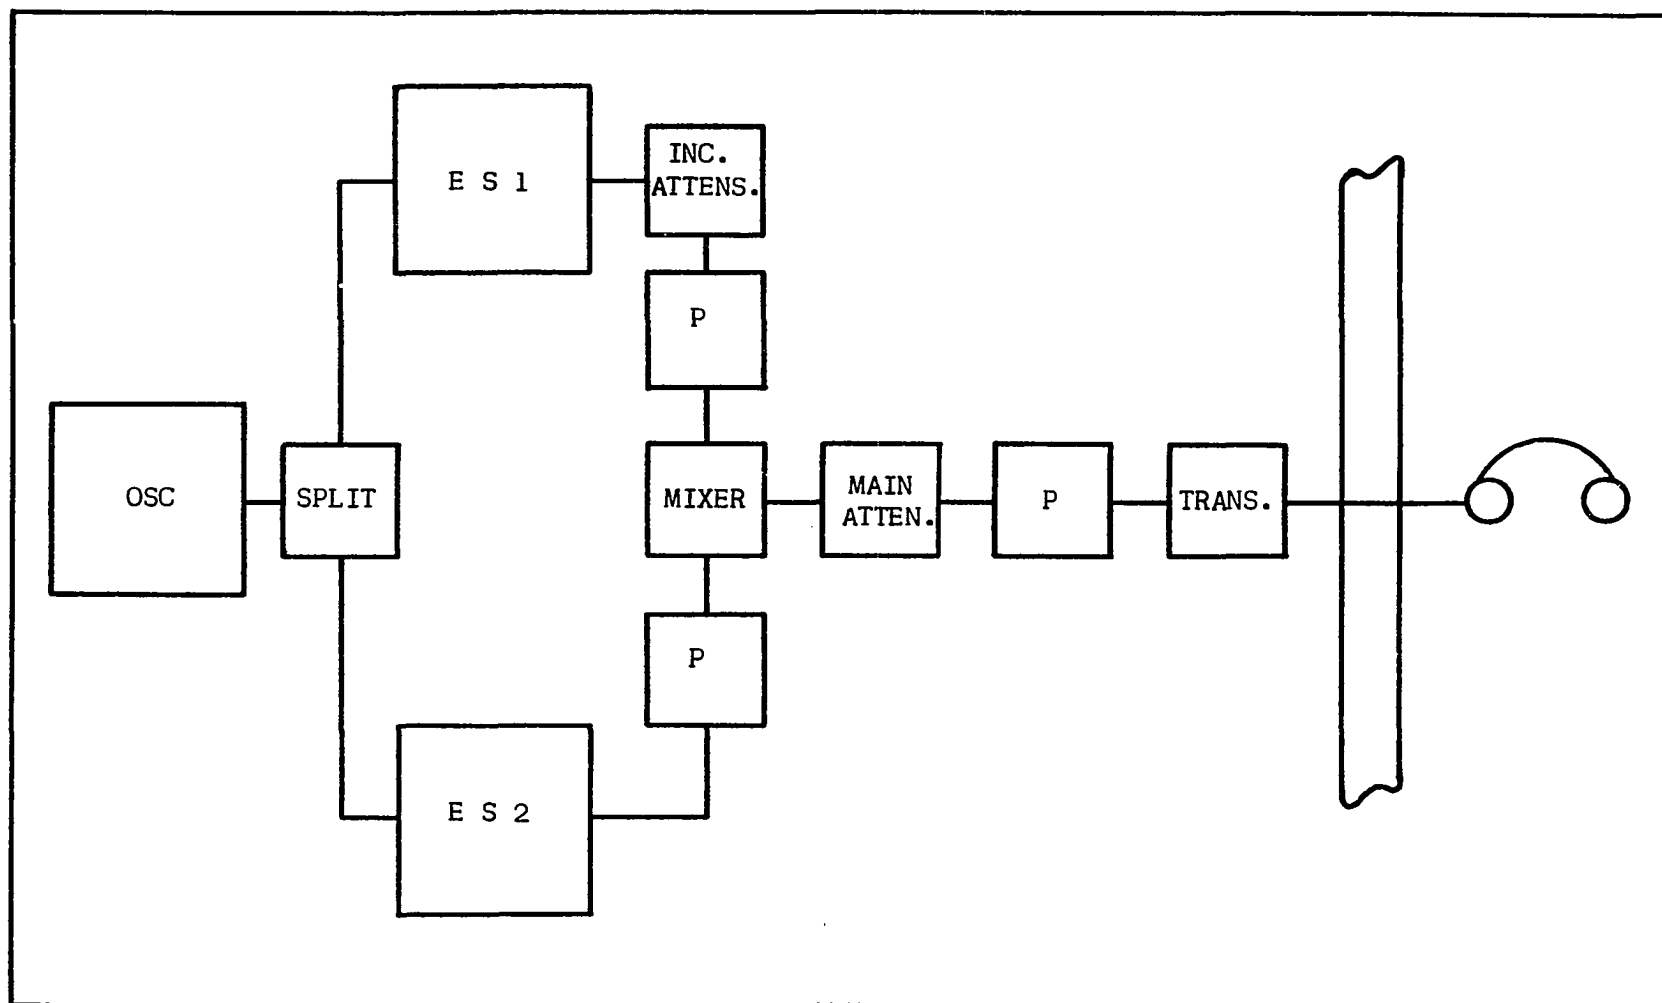 E S 1
INC.
ATTENS.
P
OSC
SPLIT
MIXER
MAIN
ATTEN.
P
TRANS.
P
E S 2